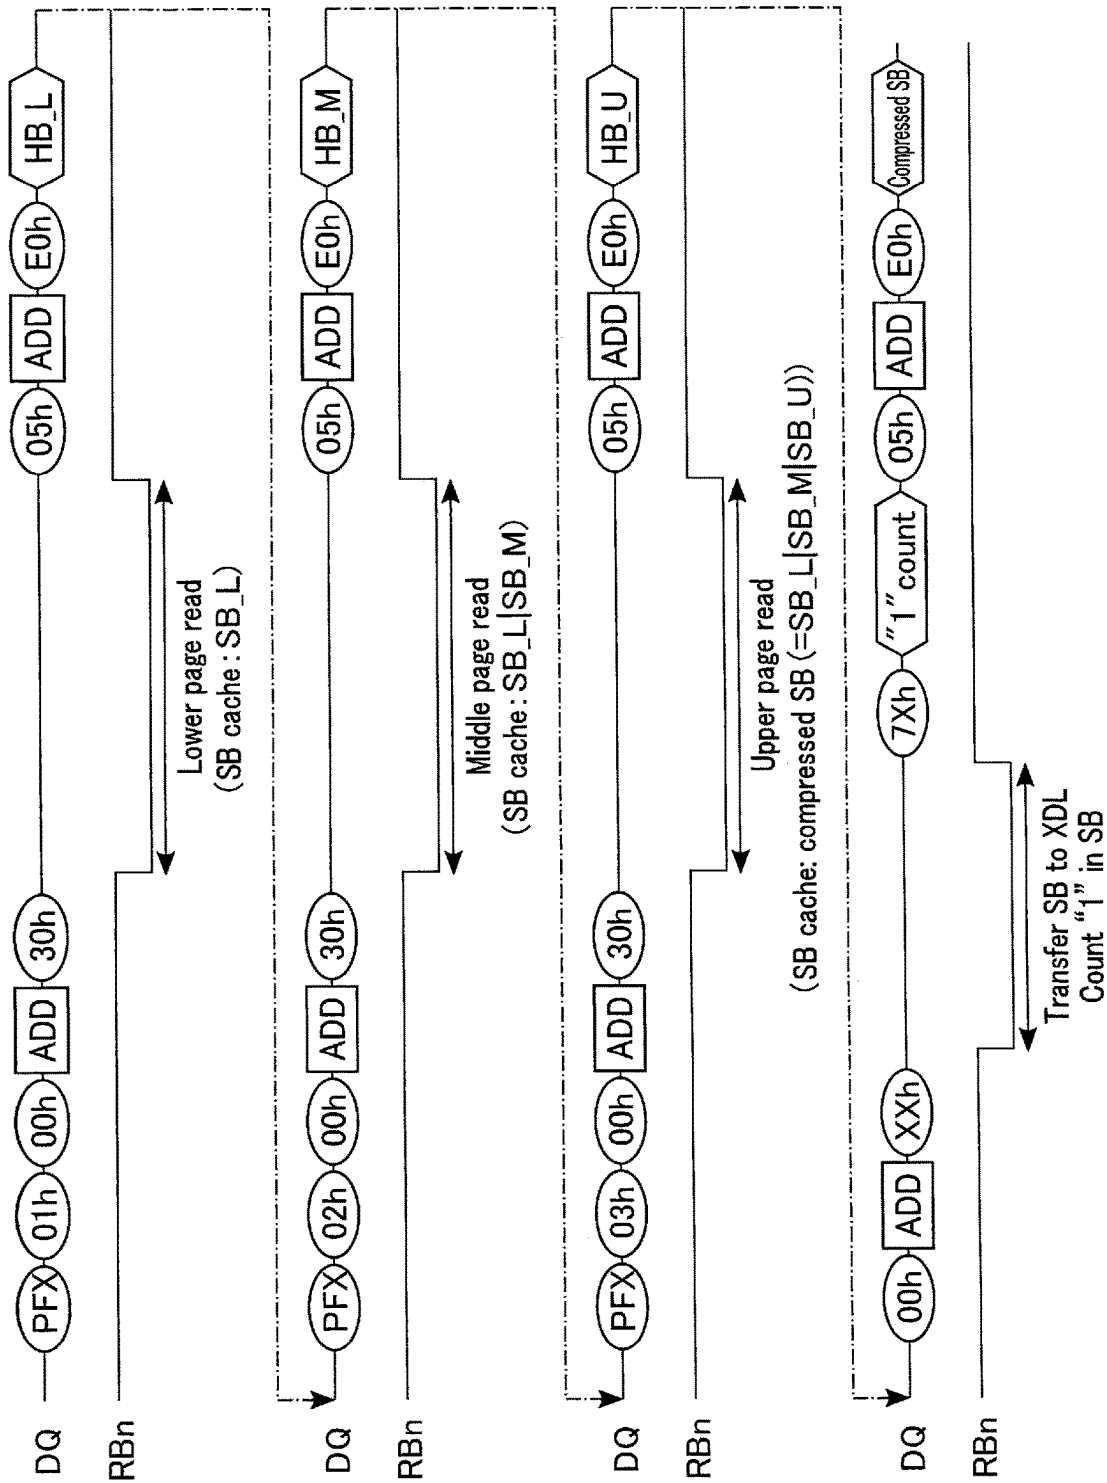 DQ PFX 01h 00h ADD 30h 05h ADD E0h HB_L
RBn
Lower page read
(SB cache : SB_L)
DQ PFX 02h 00h ADD 30h 05h ADD E0h HB_M
RBn
Middle page read
(SB cache : SB_L|SB_M)
DQ PFX 03h 00h ADD 30h 05h ADD E0h HB_U
RBn
Upper page read
(SB cache: compressed SB (=SB_L|SB_M|SB_U))
DQ 00h ADD XXh 7Xh "1" count 05h ADD E0h Compressed SB
RBn
Transfer SB to XDL
Count "1" in SB